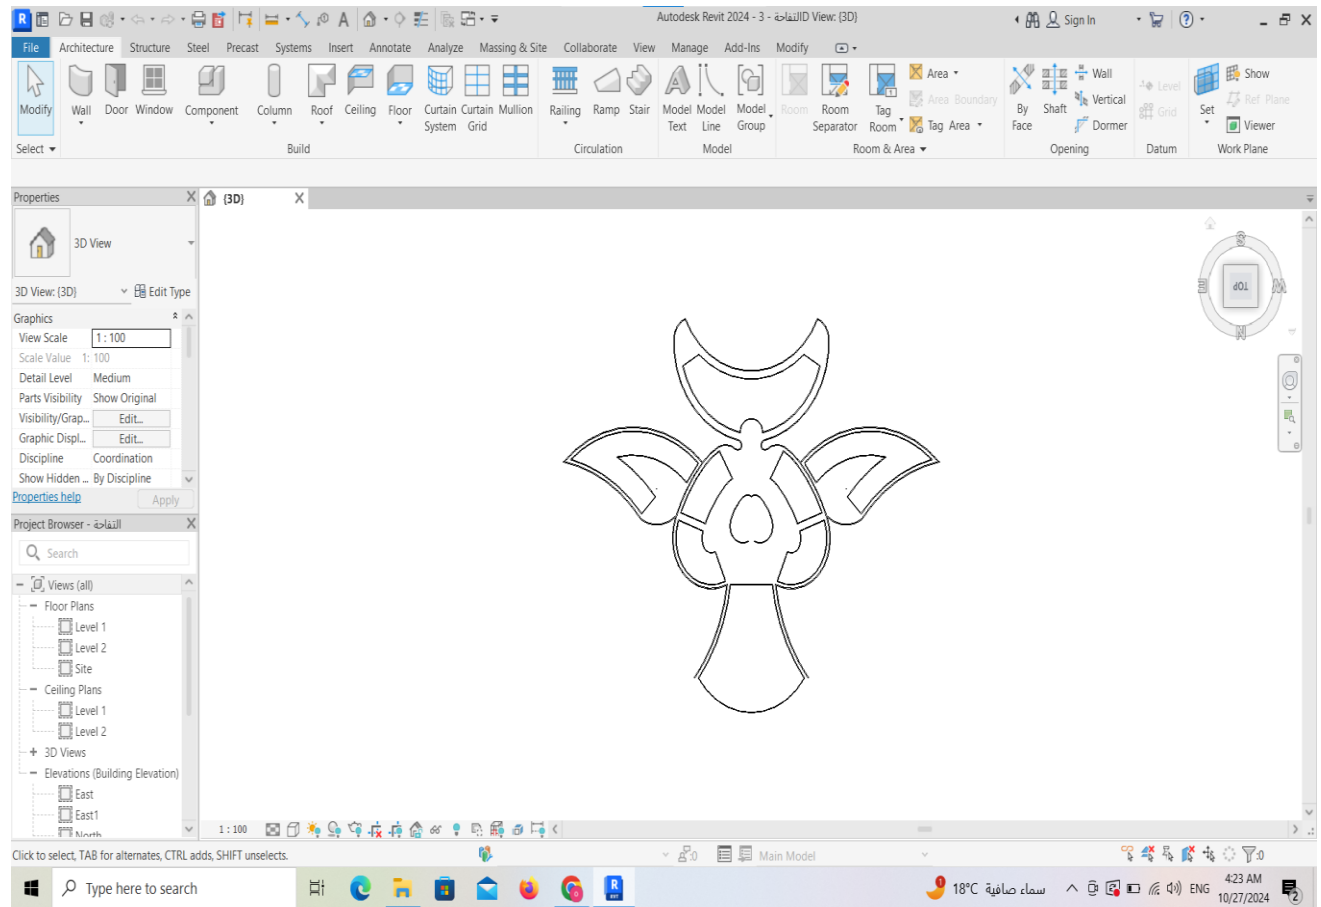 Autodesk Revit 2024 - 3 - التفاحةD View: {3D}
Sign In
File Architecture Structure Steel Precast Systems Insert Annotate Analyze Massing & Site Collaborate View Manage Add-Ins Modify
Modify Wall Door Window Component Column Roof Ceiling Floor Curtain System Curtain Grid Mullion Railing Ramp Stair Model Text Model Line Model Group Room Room Separator Tag Room
Area
Area Boundary
Tag Area
By Face Shaft
Wall
Vertical
Dormer
Level
Grid
Set
Show
Ref Plane
Viewer
Select Build Circulation Model Room & Area Opening Datum Work Plane
Properties X
{3D} X
3D View
3D View: {3D} Edit Type
Graphics
View Scale 1 : 100
Scale Value 1: 100
Detail Level Medium
Parts Visibility Show Original
Visibility/Grap... Edit...
Graphic Displ... Edit...
Discipline Coordination
Show Hidden ... By Discipline
Properties help Apply
Project Browser - التفاحة X
Search
Views (all)
Floor Plans
Level 1
Level 2
Site
Ceiling Plans
Level 1
Level 2
3D Views
Elevations (Building Elevation)
East
East1
North
S
E TOP W
N
1 : 100
Click to select, TAB for alternates, CTRL adds, SHIFT unselects.
:0
Main Model
:0
Type here to search
1
18°C سماء صافية
ENG
4:23 AM
10/27/2024
2